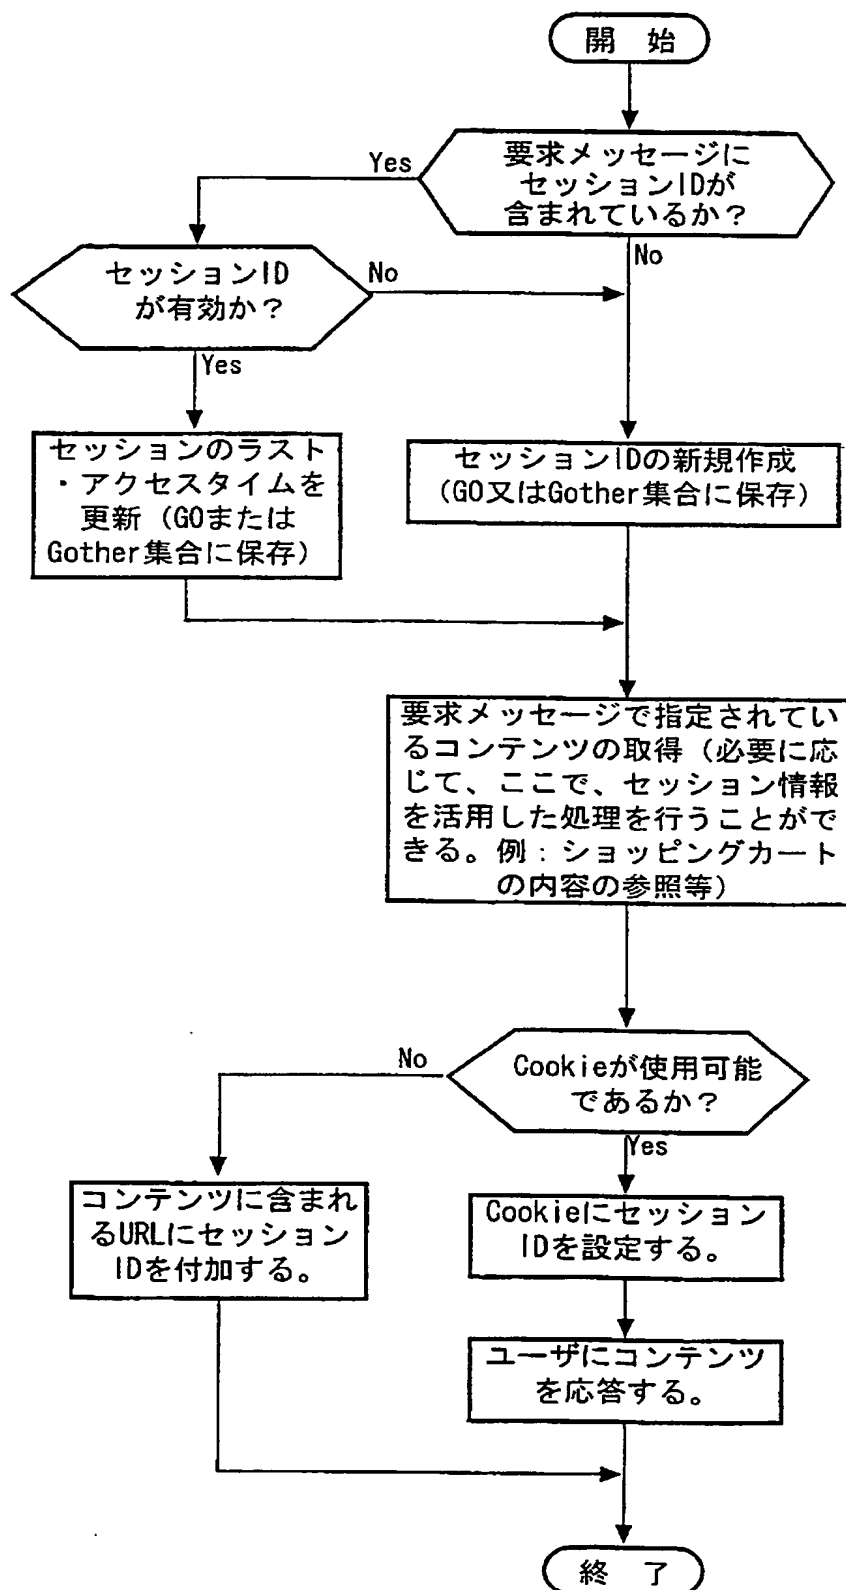 開 始
要求メッセージに
セッションIDが
含まれているか？
Yes
No
セッションID
が有効か？
No
Yes
セッションのラスト
・アクセスタイムを
更新（G0または
Gother集合に保存）
セッションIDの新規作成
（G0又はGother集合に保存）
要求メッセージで指定されてい
るコンテンツの取得（必要に応
じて、ここで、セッション情報
を活用した処理を行うことがで
きる。例：ショッピングカート
の内容の参照等）
Cookieが使用可能
であるか？
No
Yes
コンテンツに含まれ
るURLにセッション
IDを付加する。
Cookieにセッション
IDを設定する。
ユーザにコンテンツ
を応答する。
終 了